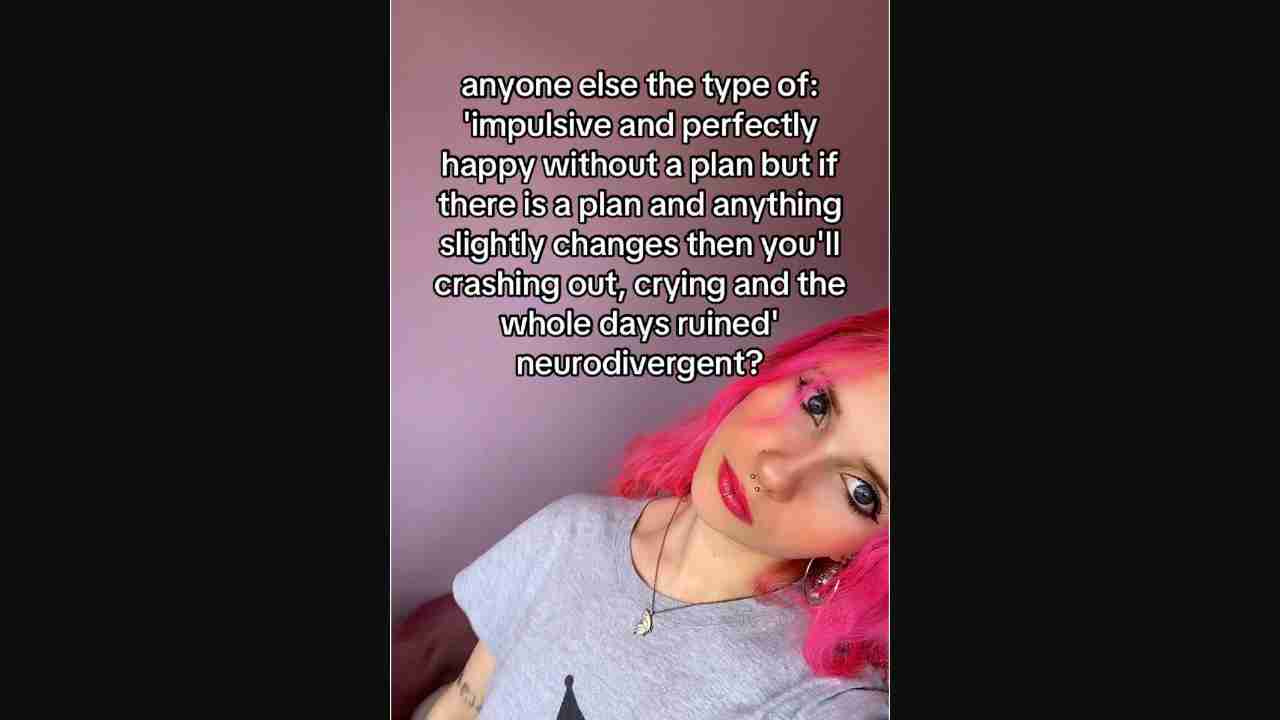 anyone else the type of:
'impulsive and perfectly
happy without a plan but if
there is a plan and anything
slightly changes then you'll
crashing out, crying and the
whole days ruined'
neurodivergent?